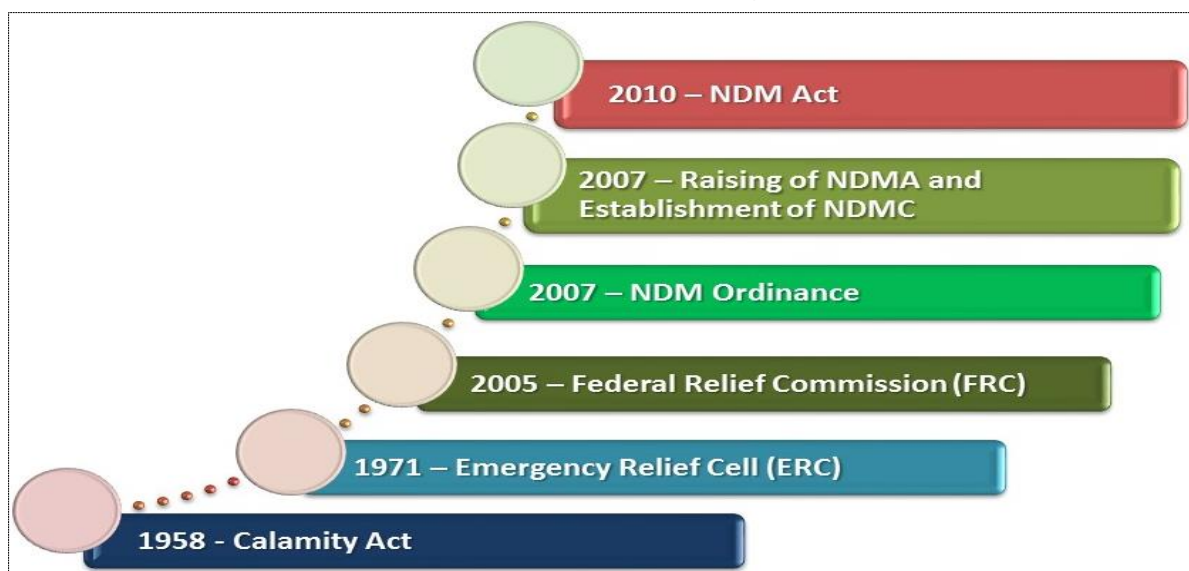 2010 – NDM Act
2007 – Raising of NDMA and
Establishment of NDMC
2007 – NDM Ordinance
2005 – Federal Relief Commission (FRC)
1971 – Emergency Relief Cell (ERC)
1958 - Calamity Act